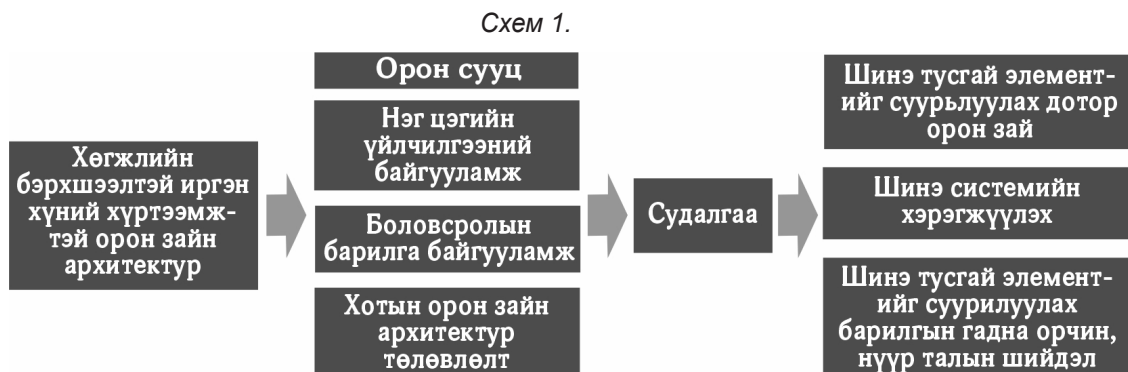 Схем 1.
Хөгжлийн
бэрхшээлтэй иргэн
хүний хүртээмж-
тэй орон зайн
архитектур
Орон сууц
Нэг цэгийн
үйлчилгээний
байгууламж
Боловсролын
барилга байгууламж
Хотын орон зайн
архитектур
төлөвлөлт
Судалгаа
Шинэ тусгай элемент-
ийг суурьлуулах дотор
орон зай
Шинэ системийн
хэрэгжүүлэх
Шинэ тусгай элемент-
ийг суурилуулах
барилгын гадна орчин,
нүүр талын шийдэл